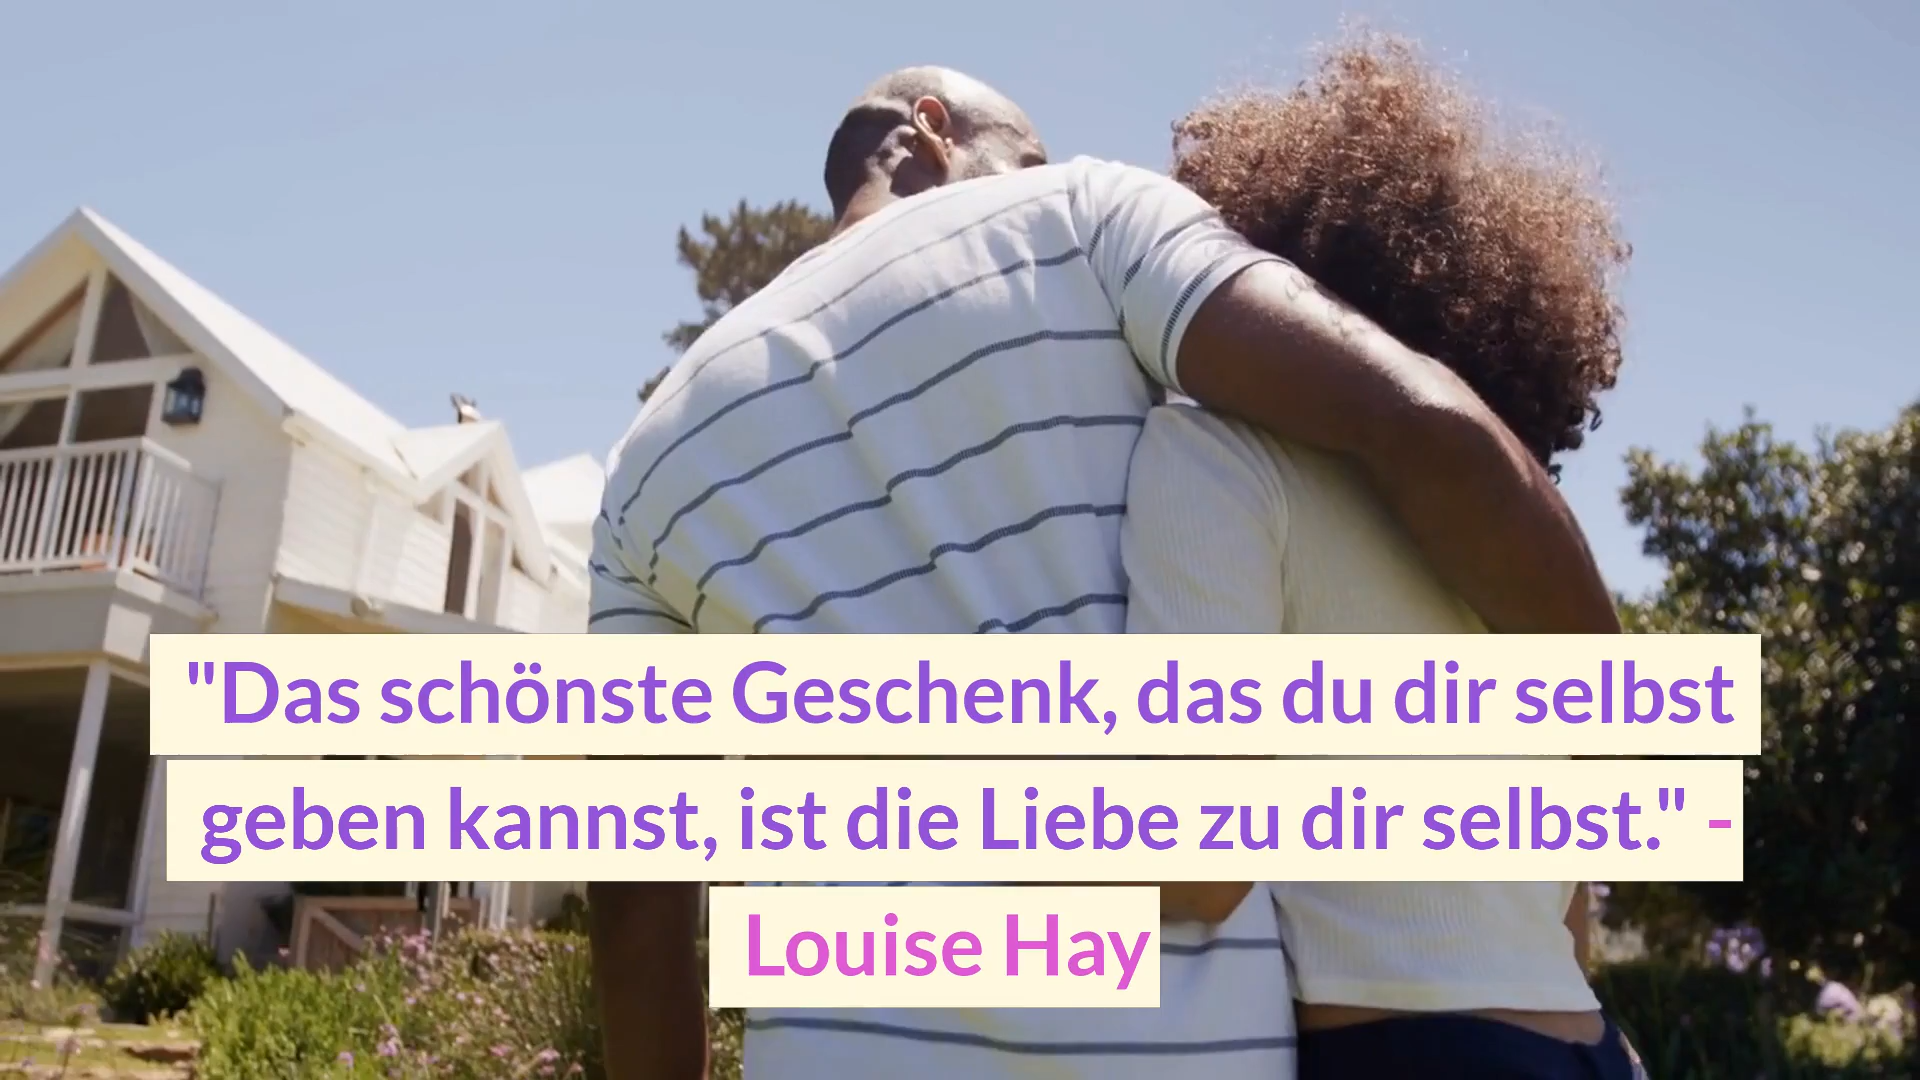 "Das schönste Geschenk, das du dir selbst
geben kannst, ist die Liebe zu dir selbst." -
Louise Hay